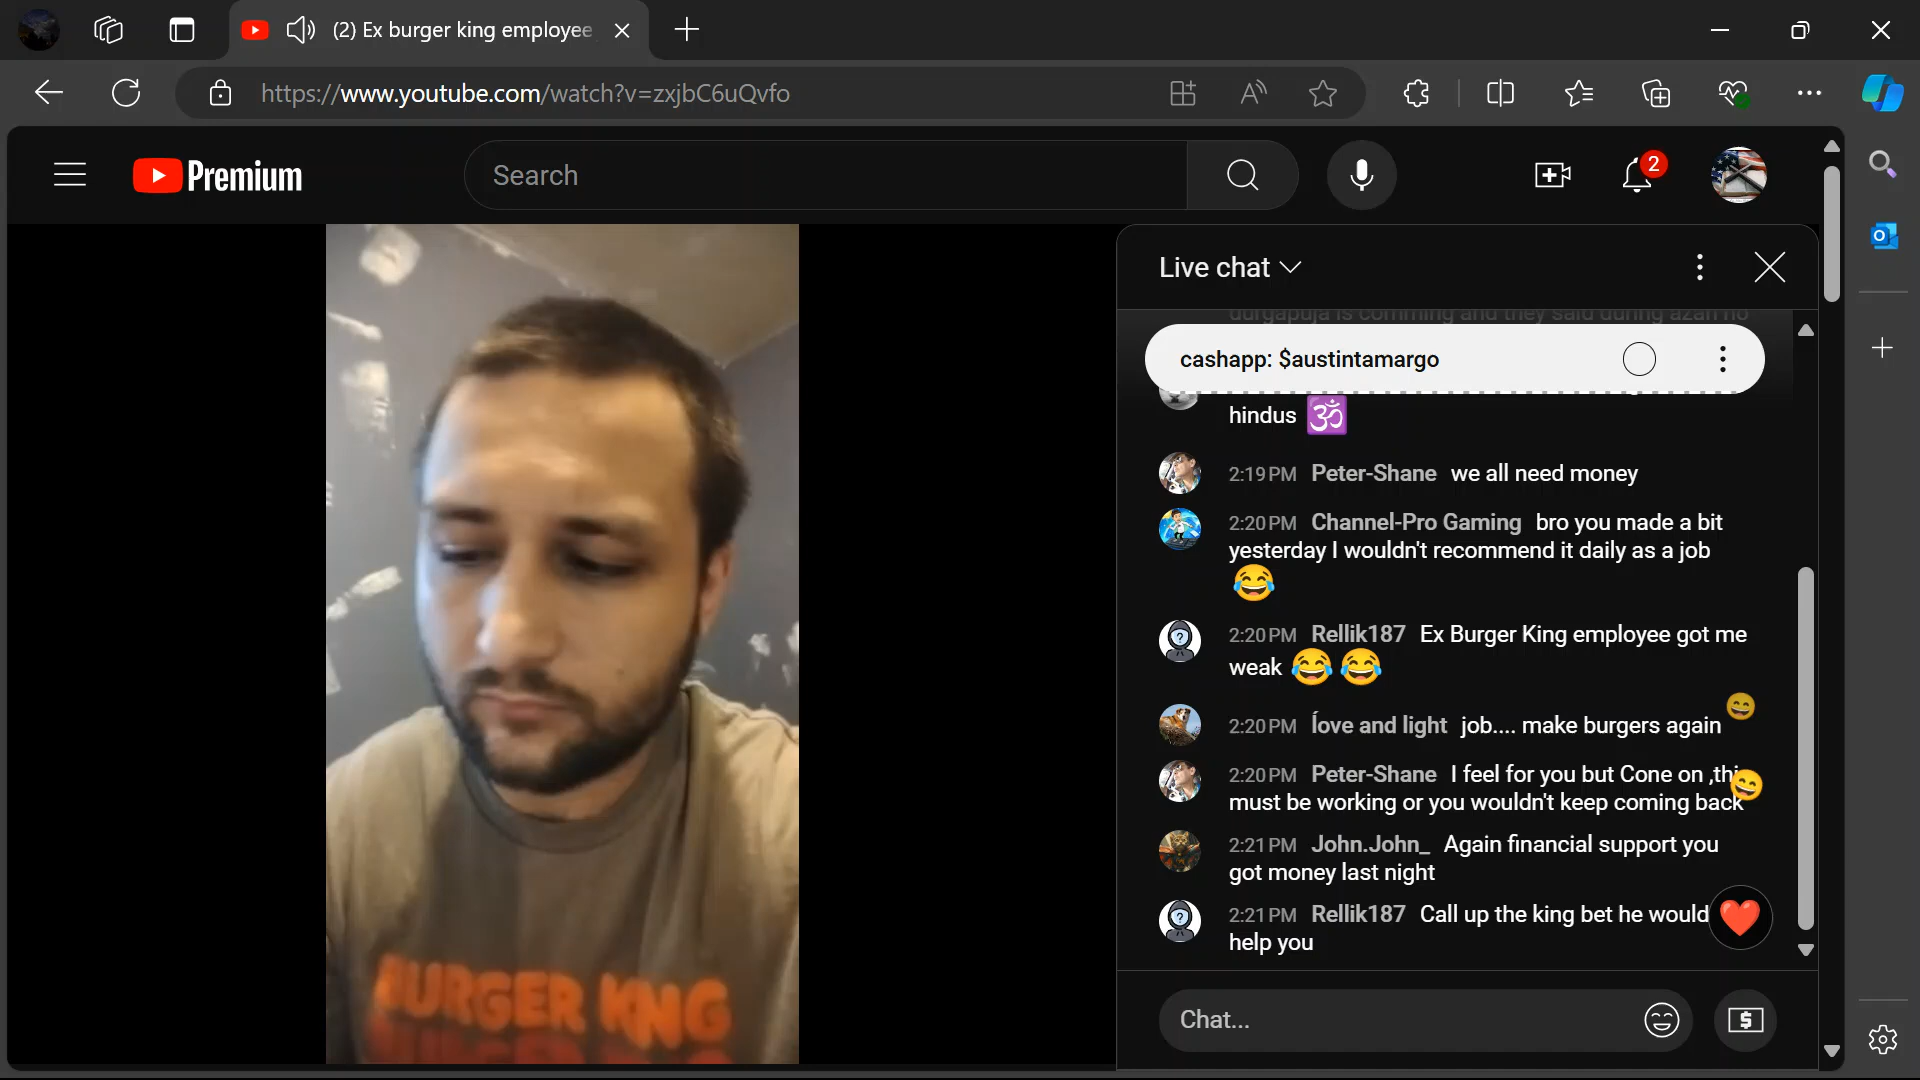 (2) Ex burger king employee
https://www.youtube.com/watch?v=zxjbC6uQvfo
Premium
Search
2
Live chat
durgapuja is comming and they said during azan no
cashapp: $austintamargo
hindus 🕉
2:19 PM Peter-Shane we all need money
2:20 PM Channel-Pro Gaming bro you made a bit
yesterday I wouldn't recommend it daily as a job
😂
2:20 PM Rellik187 Ex Burger King employee got me
weak 😂😂
2:20 PM ĺove and light job.... make burgers again
2:20 PM Peter-Shane I feel for you but Cone on ,
must be working or you wouldn't keep coming back
2:21 PM John.John_ Again financial support you
got money last night
2:21 PM Rellik187 Call up the king bet he would
help you
Chat...
BURGER KNG